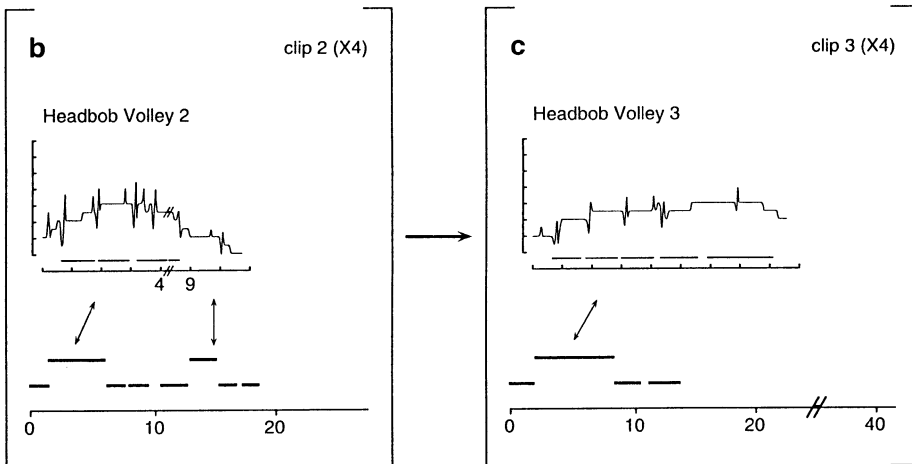 b
clip 2 (X4)
Headbob Volley 2
4 9
0 10 20
c
clip 3 (X4)
Headbob Volley 3
0 10 20 40